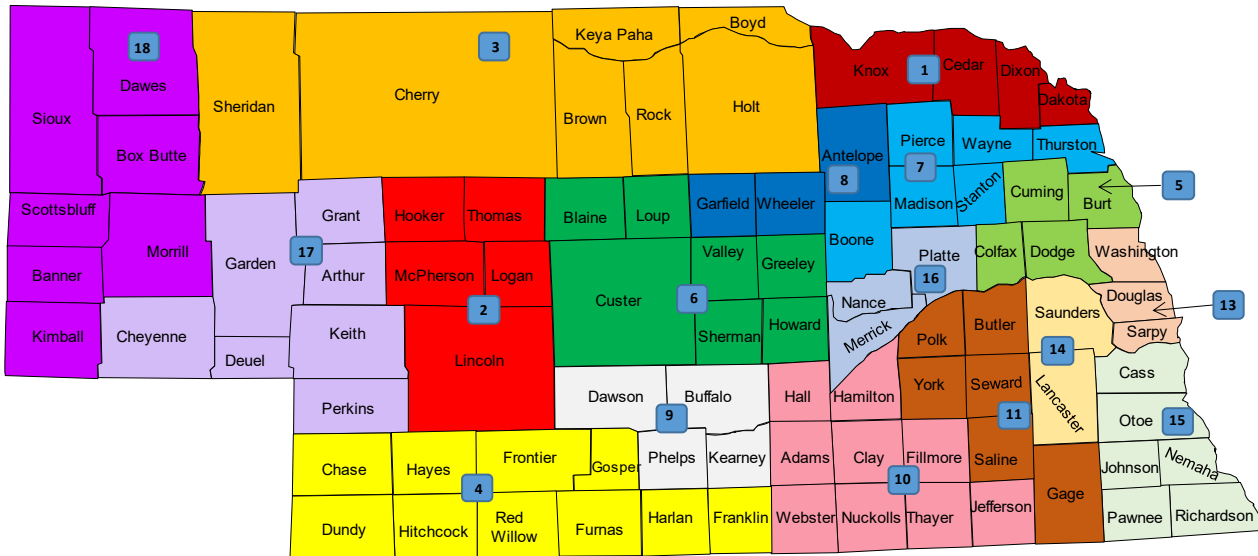 Boyd
Keya Paha
18
3
Knox
1
Cedar
Dixon
Dawes
Cherry
Sheridan
Holt
Dakota
Sioux
Brown
Rock
Pierce
Wayne
Thurston
Box Butte
Antelope
7
8
5
Cuming
Stanton
Burt
Scottsbluff
Grant
Hooker
Thomas
Blaine
Loup
Garfield
Wheeler
Madison
Boone
Morrill
17
Garden
Valley
Platte
Colfax
Dodge
Washington
Banner
Arthur
McPherson
Logan
Greeley
16
Custer
6
Nance
Douglas
13
2
Kimball
Cheyenne
Keith
Sherman
Howard
Merrick
Polk
Butler
Saunders
Sarpy
Deuel
Lincoln
14
Cass
York
Seward
Perkins
Dawson
Buffalo
Hall
Hamilton
Lancaster
9
11
Otoe
15
Chase
Hayes
Frontier
Gosper
Phelps
Kearney
Adams
Clay
Fillmore
Saline
Johnson
Nemaha
4
10
Gage
Dundy
Hitchcock
Red
Willow
Furnas
Harlan
Franklin
Webster
Nuckolls
Thayer
Jefferson
Pawnee
Richardson